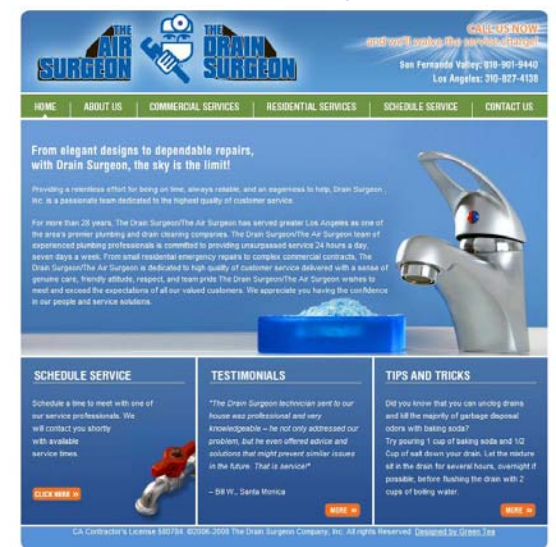 THE AIR SURGEON
THE DRAIN SURGEON
CALL US NOW
and we'll waive the service charge!
San Fernando Valley: 818-901-9440
Los Angeles: 310-827-4138
HOME | ABOUT US | COMMERCIAL SERVICES | RESIDENTIAL SERVICES | SCHEDULE SERVICE | CONTACT US
From elegant designs to dependable repairs,
with Drain Surgeon, the sky is the limit!
Providing a relentless effort for being on time, always reliable, and an eagerness to help, Drain Surgeon ,
Inc. is a passionate team dedicated to the highest quality of customer service.
For more than 28 years, The Drain Surgeon/The Air Surgeon has served greater Los Angeles as one of
the area's premier plumbing and drain cleaning companies. The Drain Surgeon/The Air Surgeon team of
experienced plumbing professionals is committed to providing unsurpassed service 24 hours a day,
seven days a week. From small residential emergency repairs to complex commercial contracts, The
Drain Surgeon/The Air Surgeon is dedicated to high quality of customer service delivered with a sense of
genuine care, friendly attitude, respect, and team pride The Drain Surgeon/The Air Surgeon wishes to
meet and exceed the expectations of all our valued customers. We appreciate you having the confidence
in our people and service solutions.
SCHEDULE SERVICE
Schedule a time to meet with one of
our service professionals. We
will contact you shortly
with available
service times.
CLICK HERE »
TESTIMONIALS
"The Drain Surgeon technician sent to our
house was professional and very
knowledgeable – he not only addressed our
problem, but he even offered advice and
solutions that might prevent similar issues
in the future. That is service!"
– Bill W., Santa Monica
MORE »
TIPS AND TRICKS
Did you know that you can unclog drains
and kill the majority of garbage disposal
odors with baking soda?
Try pouring 1 cup of baking soda and 1/2
Cup of salt down your drain. Let the mixture
sit in the drain for several hours, overnight if
possible, before flushing the drain with 2
cups of boiling water.
MORE »
CA Contractor's License 580784. ©2006-2008 The Drain Surgeon Company, Inc. All rights Reserved. Designed by Green Tea